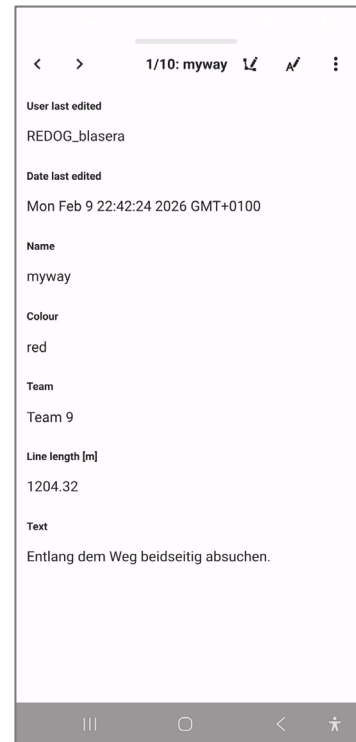 1/10: myway
User last edited
REDOG_blasera
Date last edited
Mon Feb 9 22:42:24 2026 GMT+0100
Name
myway
Colour
red
Team
Team 9
Line length [m]
1204.32
Text
Entlang dem Weg beidseitig absuchen.